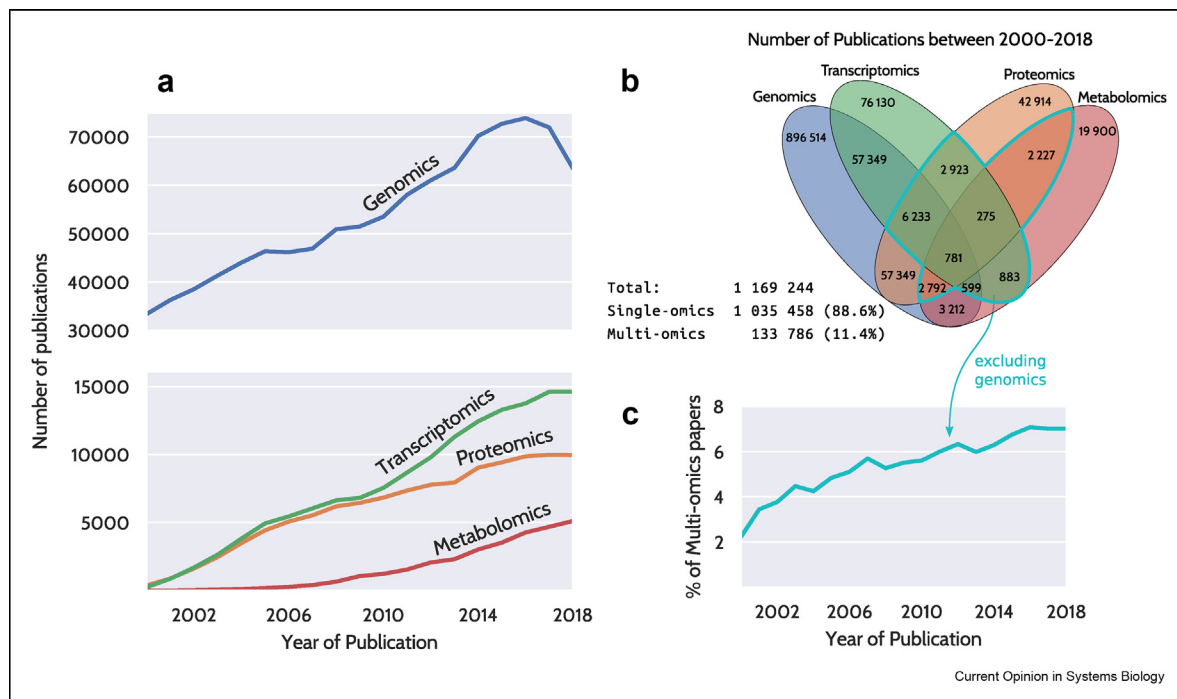 a
Number of publications
70000
60000
50000
40000
30000
Genomics
15000
10000
5000
Transcriptomics
Proteomics
Metabolomics
2002 2006 2010 2014 2018
Year of Publication
b
Number of Publications between 2000-2018
Genomics
Transcriptomics
Proteomics
Metabolomics
896 514
76 130
42 914
19 900
57 349
2 923
2 227
6 233
275
781
57 349
2 792
599
883
3 212
Total: 1 169 244
Single-omics 1 035 458 (88.6%)
Multi-omics 133 786 (11.4%)
excluding
genomics
c
% of Multi-omics papers
8
6
4
2
2002 2006 2010 2014 2018
Year of Publication
Current Opinion in Systems Biology